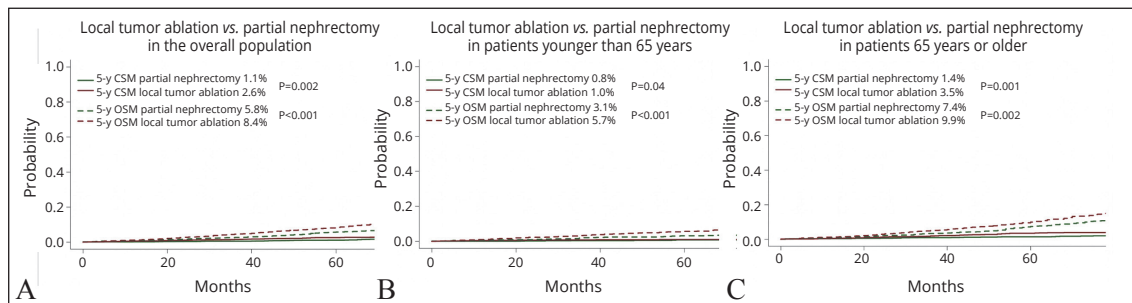 Local tumor ablation vs. partial nephrectomy
in the overall population
1.0
0.8
0.6
0.4
0.2
0.0
Probability
5-y CSM partial nephrectomy 1.1%
5-y CSM local tumor ablation 2.6%
P=0.002
5-y OSM partial nephrectomy 5.8%
5-y OSM local tumor ablation 8.4%
P<0.001
0 20 40 60
Months
A
Local tumor ablation vs. partial nephrectomy
in patients younger than 65 years
1.0
0.8
0.6
0.4
0.2
0.0
Probability
5-y CSM partial nephrectomy 0.8%
5-y CSM local tumor ablation 1.0%
P=0.04
5-y OSM partial nephrectomy 3.1%
5-y OSM local tumor ablation 5.7%
P<0.001
0 20 40 60
Months
B
Local tumor ablation vs. partial nephrectomy
in patients 65 years or older
1.0
0.8
0.6
0.4
0.2
0.0
Probability
5-y CSM partial nephrectomy 1.4%
5-y CSM local tumor ablation 3.5%
P=0.001
5-y OSM partial nephrectomy 7.4%
5-y OSM local tumor ablation 9.9%
P=0.002
0 20 40 60
Months
C